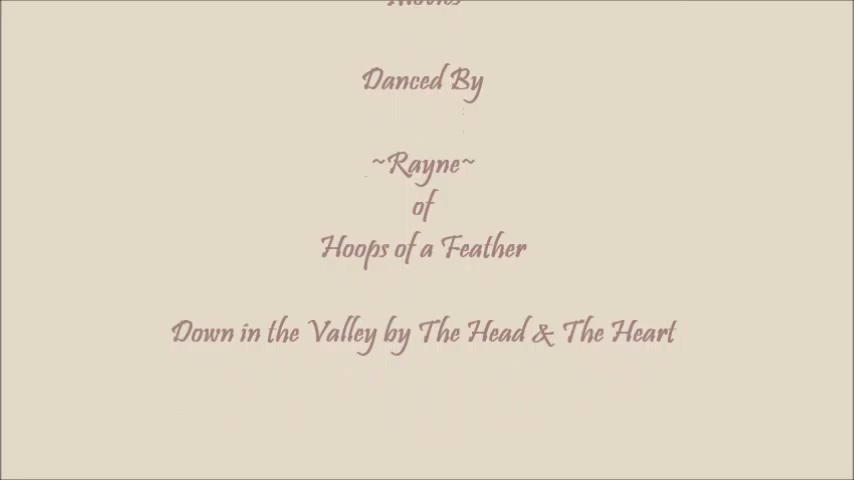 Danced By
~Rayne~
of
Hoops of a Feather
Down in the Valley by The Head & The Heart